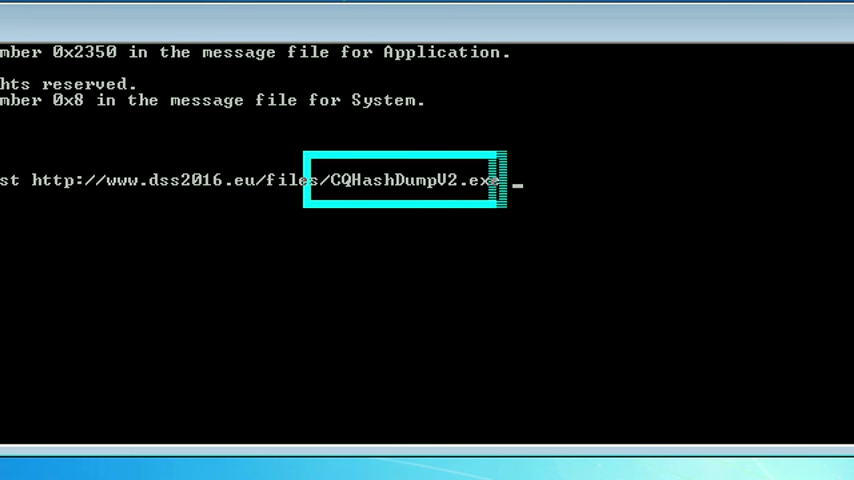 mber 0x2350 in the message file for Application.
hts reserved.
mber 0x8 in the message file for System.
st http://www.dss2016.eu/files/CQHashDumpV2.exe